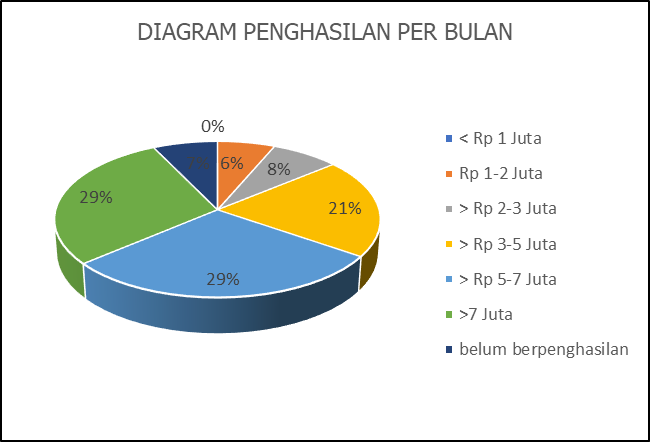 DIAGRAM PENGHASILAN PER BULAN
0%
6%
8%
21%
29%
29%
< Rp 1 Juta
Rp 1-2 Juta
> Rp 2-3 Juta
> Rp 3-5 Juta
> Rp 5-7 Juta
>7 Juta
belum berpenghasilan